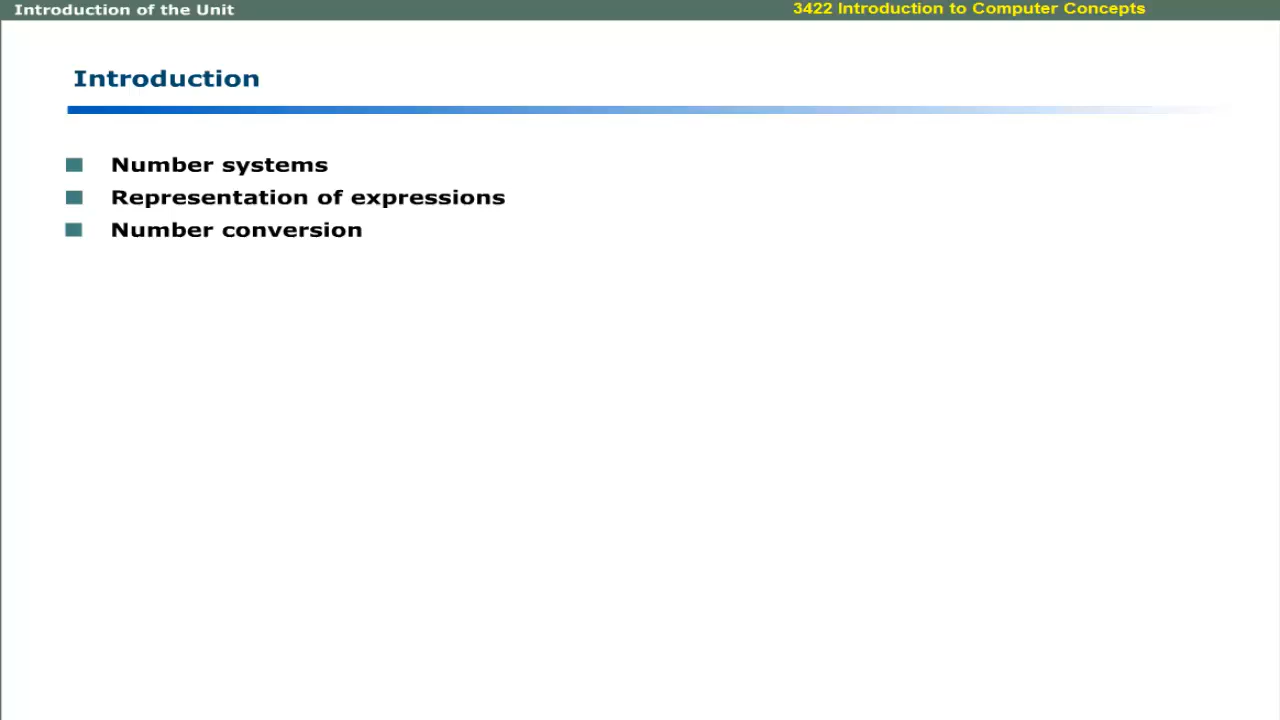 Introduction of the Unit
3422 Introduction to Computer Concepts
Introduction
Number systems
Representation of expressions
Number conversion